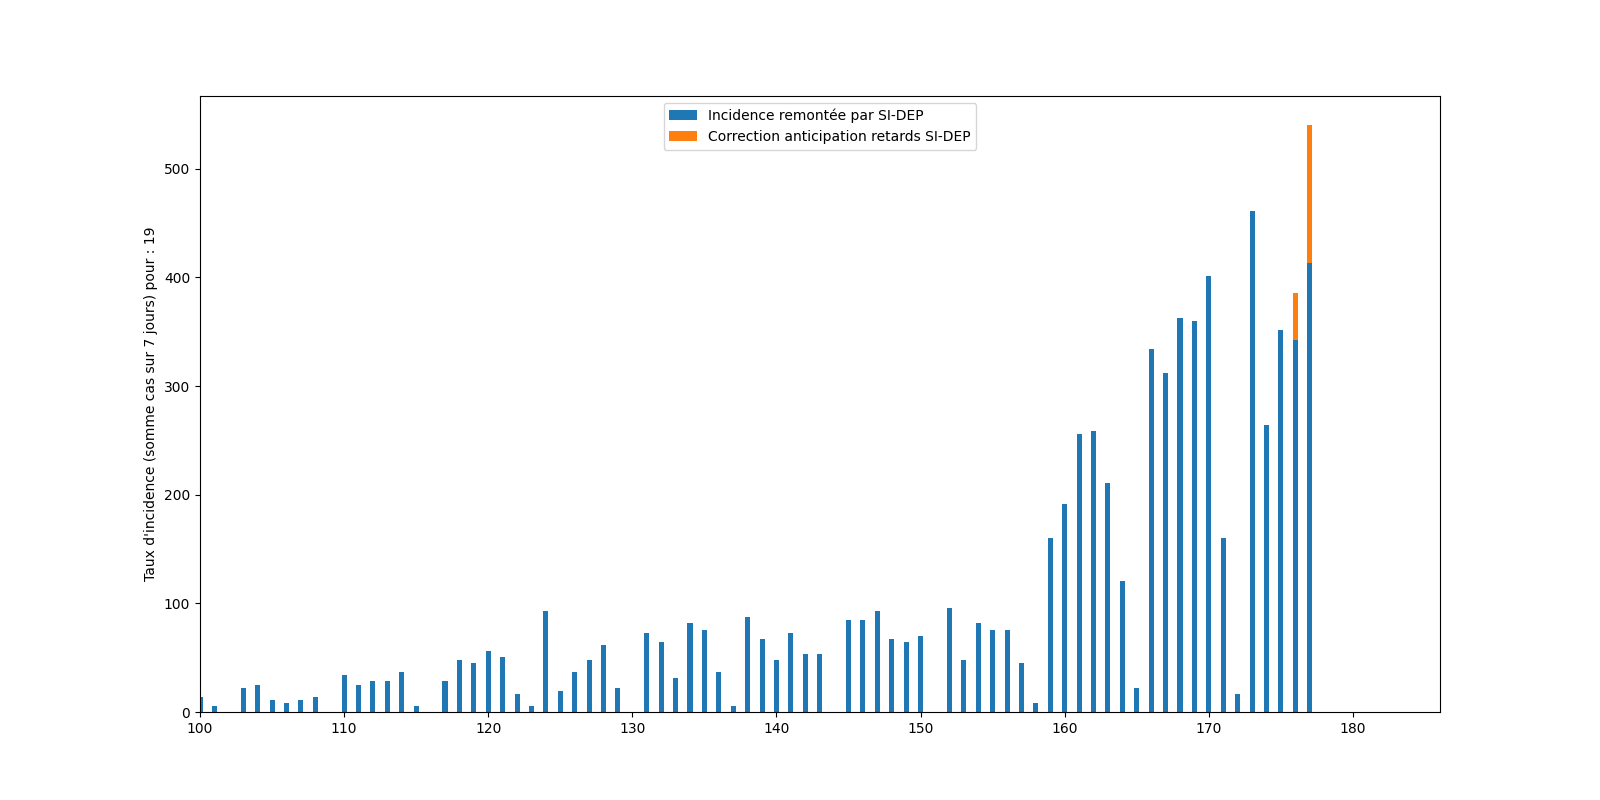 Incidence remontée par SI-DEP
Correction anticipation retards SI-DEP
Taux d'incidence (somme cas sur 7 jours) pour : 19
500
400
300
200
100
0
100 110 120 130 140 150 160 170 180